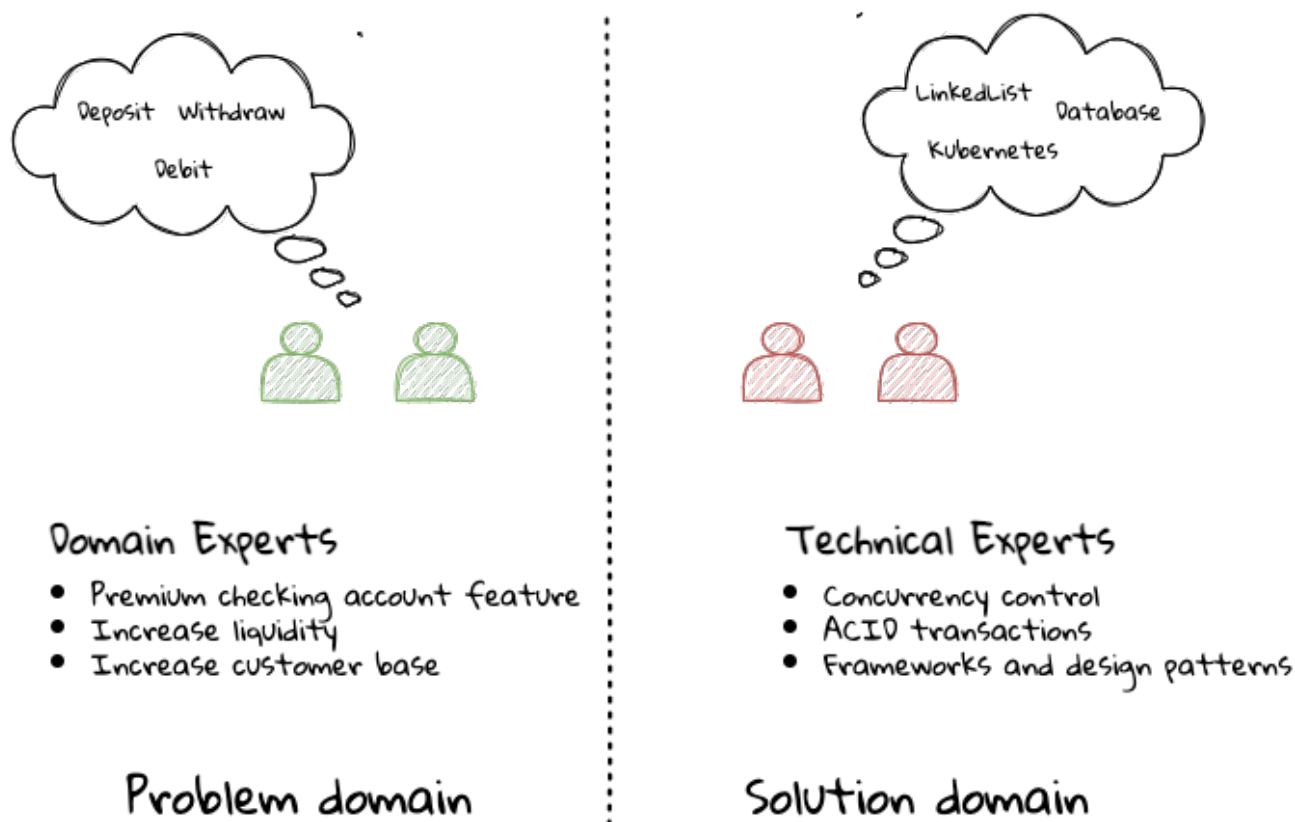 Deposit Withdraw
Debit
Domain Experts
• Premium checking account feature
• Increase liquidity
• Increase customer base
Problem domain
LinkedList
Database
Kubernetes
Technical Experts
• Concurrency control
• ACID transactions
• Frameworks and design patterns
Solution domain